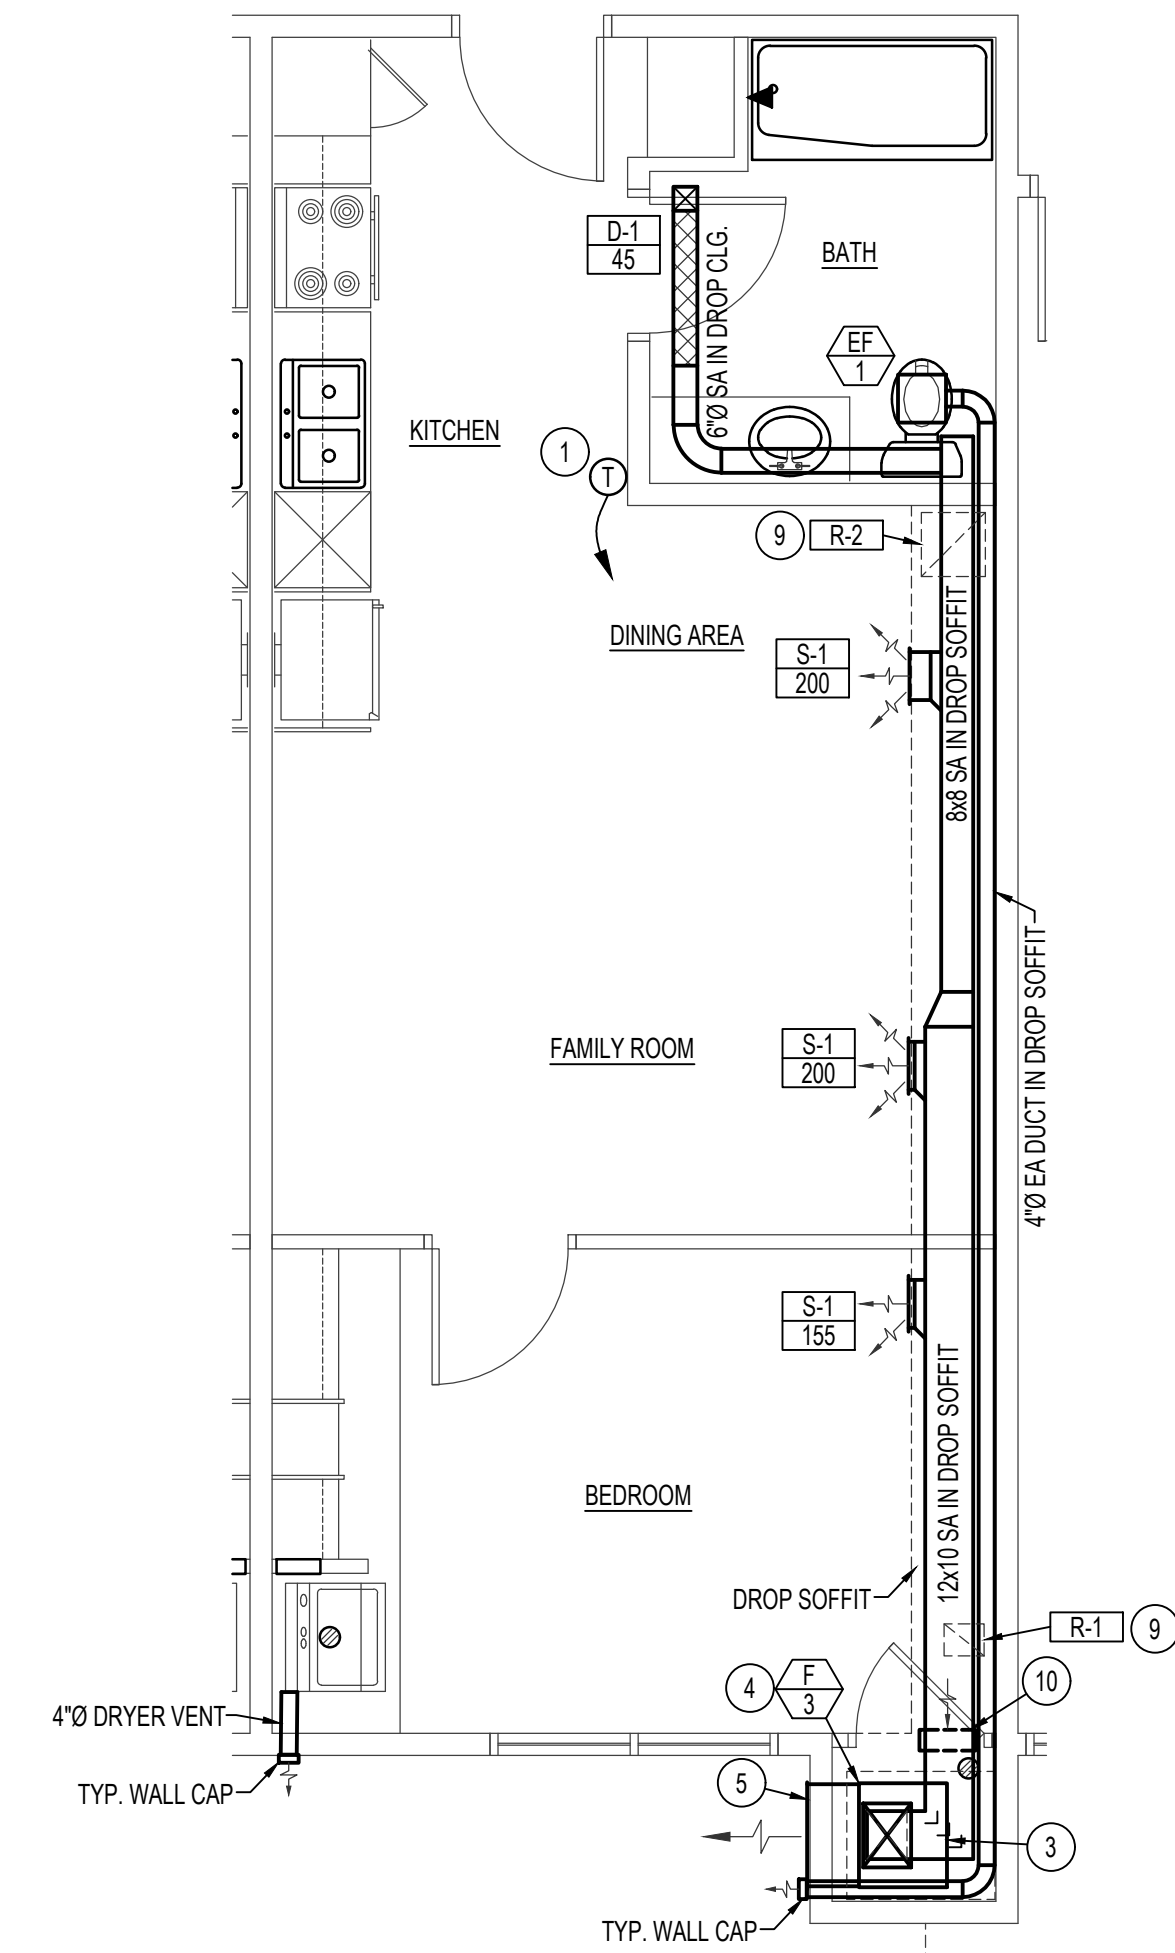 D-1
45
6"Ø SA IN DROP CLG.
BATH
EF
1
KITCHEN
1
T
9
R-2
DINING AREA
S-1
200
8x8 SA IN DROP SOFFIT
4"Ø EA DUCT IN DROP SOFFIT
FAMILY ROOM
S-1
200
S-1
155
12x10 SA IN DROP SOFFIT
BEDROOM
DROP SOFFIT
R-1
9
4
F
3
10
4"Ø DRYER VENT
TYP. WALL CAP
5
3
TYP. WALL CAP